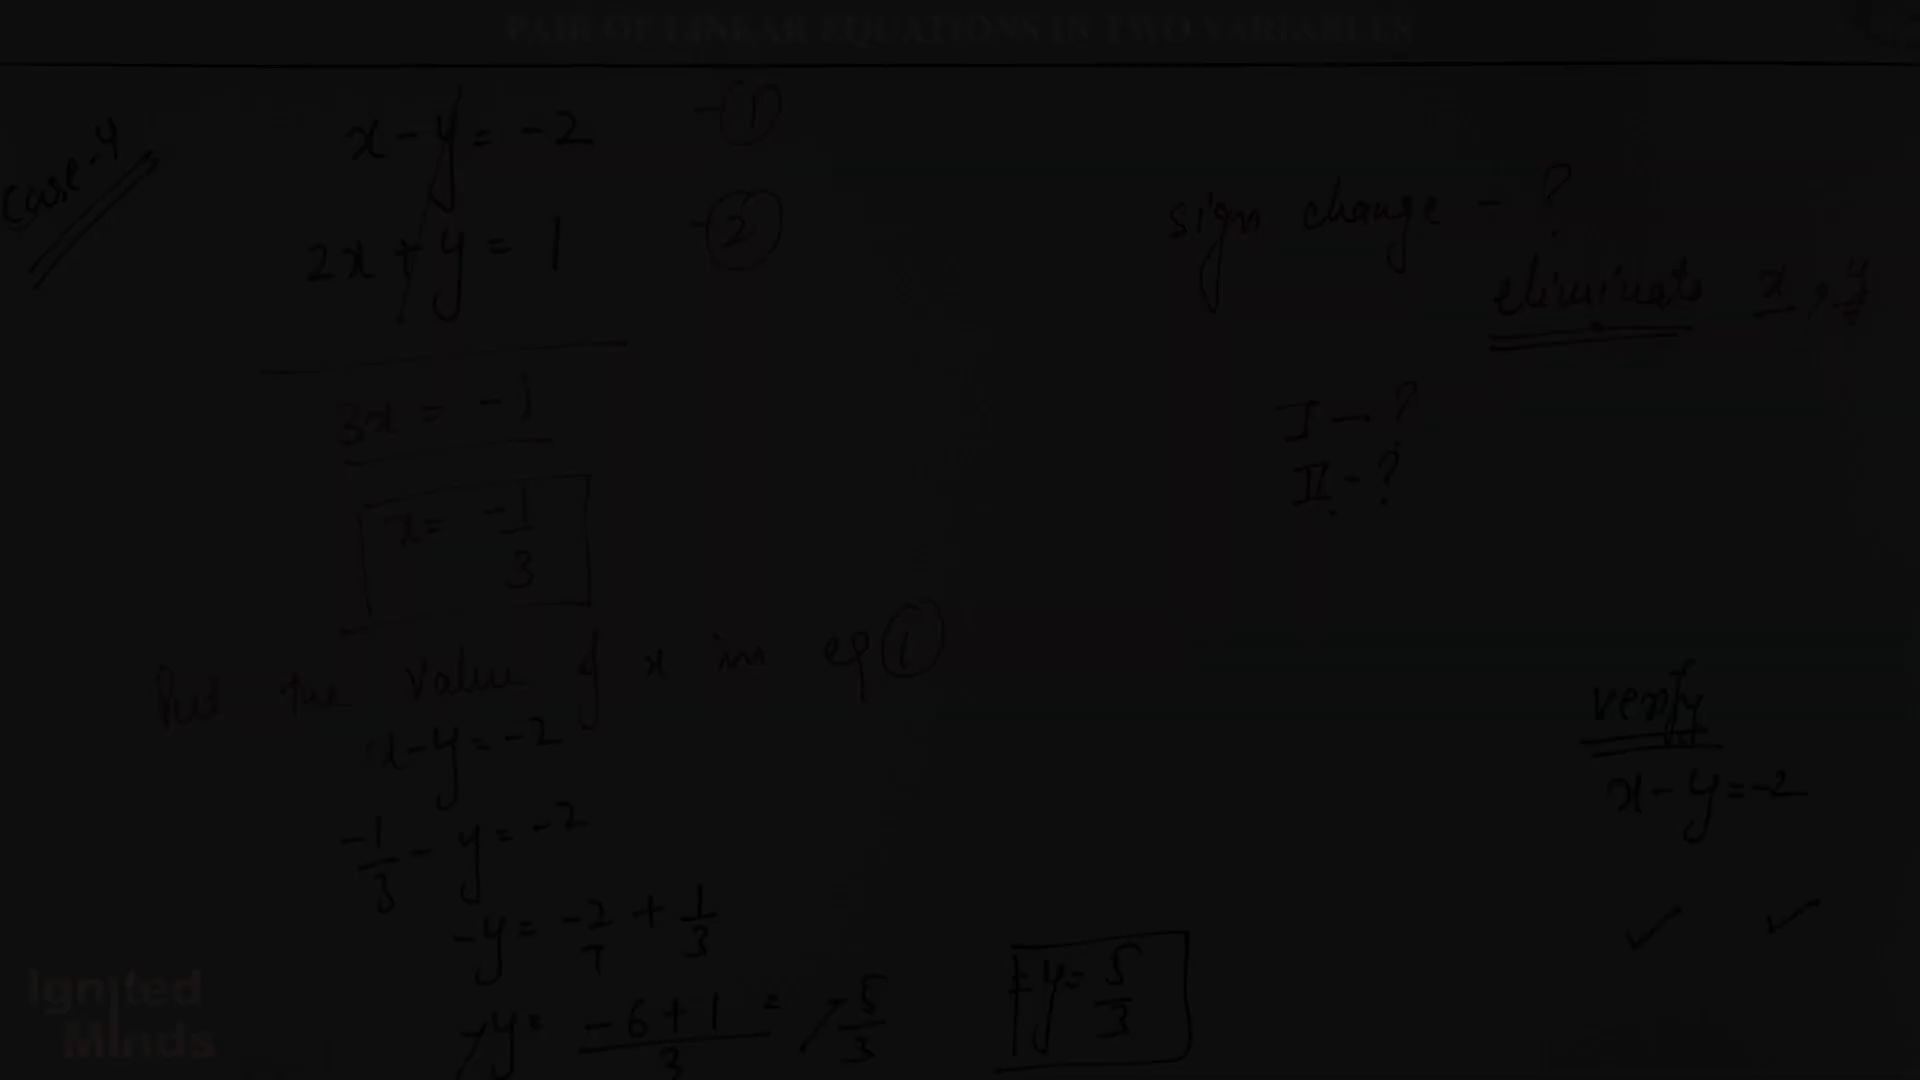 PAIR OF LINEAR EQUATIONS IN TWO VARIABLES
Case-4
x - y = -2 -①
2x + y = 1 -②
3x = -1
x = -1/3
Put the value of x in eq ①
x - y = -2
-1/3 - y = -2
-y = -2/1 + 1/3
-y = -6+1/3 = -5/3
+y = 5/3
sign change - ?
eliminate x, y
I - ?
II - ?
verify
x - y = -2
Ignited
Minds